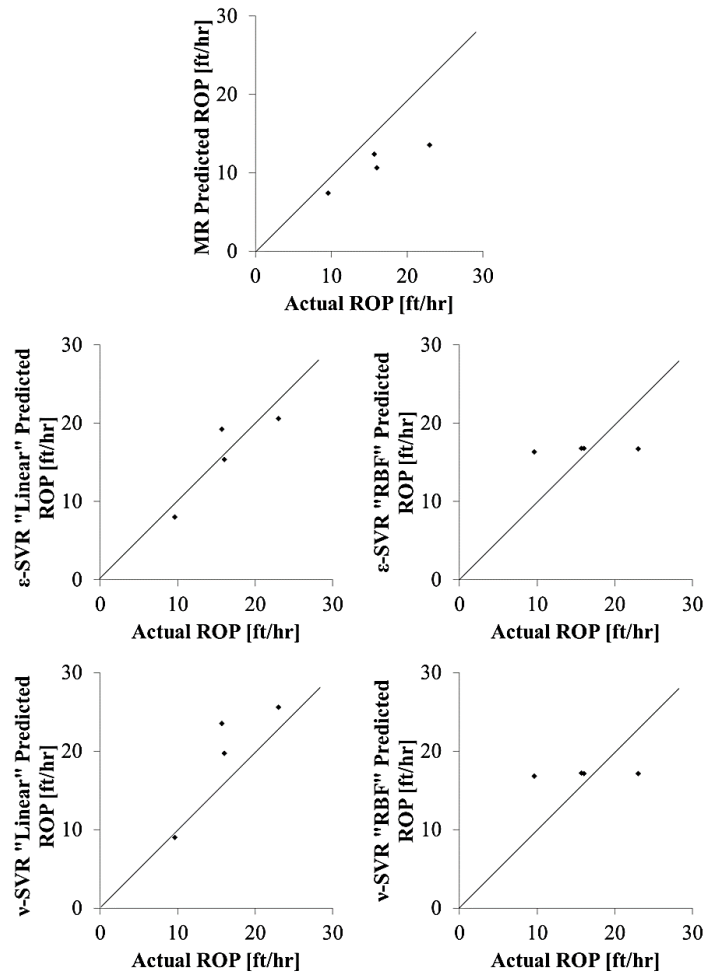 MR Predicted ROP [ft/hr]
30
20
10
0
0 10 20 30
Actual ROP [ft/hr]
ε-SVR "Linear" Predicted
ROP [ft/hr]
30
20
10
0
0 10 20 30
Actual ROP [ft/hr]
ε-SVR "RBF" Predicted
ROP [ft/hr]
30
20
10
0
0 10 20 30
Actual ROP [ft/hr]
ν-SVR "Linear" Predicted
ROP [ft/hr]
30
20
10
0
0 10 20 30
Actual ROP [ft/hr]
ν-SVR "RBF" Predicted
ROP [ft/hr]
30
20
10
0
0 10 20 30
Actual ROP [ft/hr]